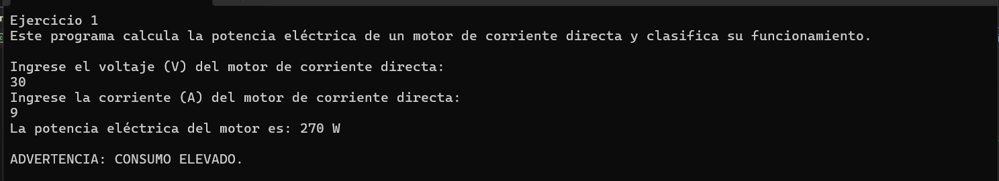 Ejercicio 1
Este programa calcula la potencia eléctrica de un motor de corriente directa y clasifica su funcionamiento.
Ingrese el voltaje (V) del motor de corriente directa:
30
Ingrese la corriente (A) del motor de corriente directa:
9
La potencia eléctrica del motor es: 270 W
ADVERTENCIA: CONSUMO ELEVADO.